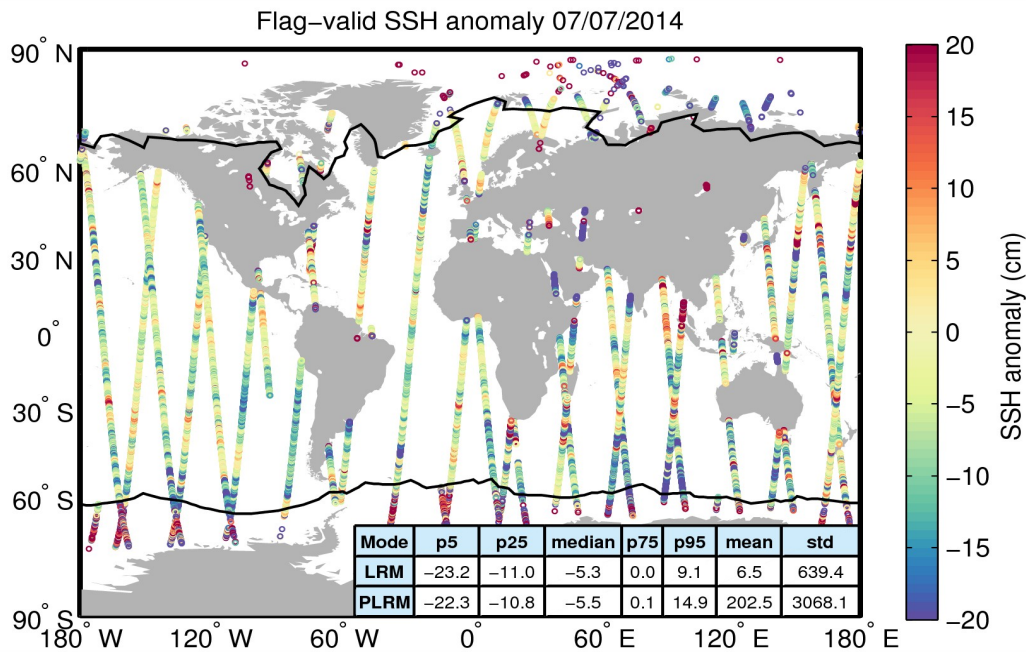 Flag−valid SSH anomaly 07/07/2014
90° N
60° N
30° N
0°
30° S
60° S
90° S
180° W
120° W
60° W
0°
60° E
120° E
180° E
Mode p5 p25 median p75 p95 mean std
LRM −23.2 −11.0 −5.3 0.0 9.1 6.5 639.4
PLRM −22.3 −10.8 −5.5 0.1 14.9 202.5 3068.1
20
15
10
5
0
−5
−10
−15
−20
SSH anomaly (cm)